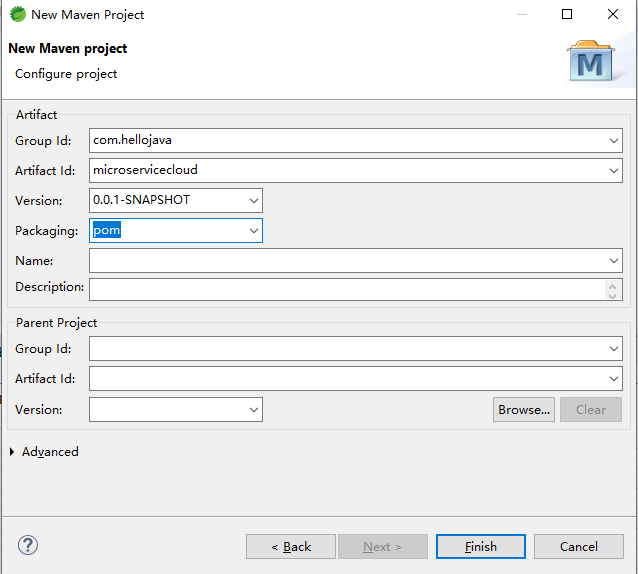 New Maven Project
New Maven project
Configure project
M
Artifact
Group Id: com.hellojava
Artifact Id: microservicecloud
Version: 0.0.1-SNAPSHOT
Packaging: pom
Name:
Description:
Parent Project
Group Id:
Artifact Id:
Version: Browse... Clear
Advanced
? < Back Next > Finish Cancel